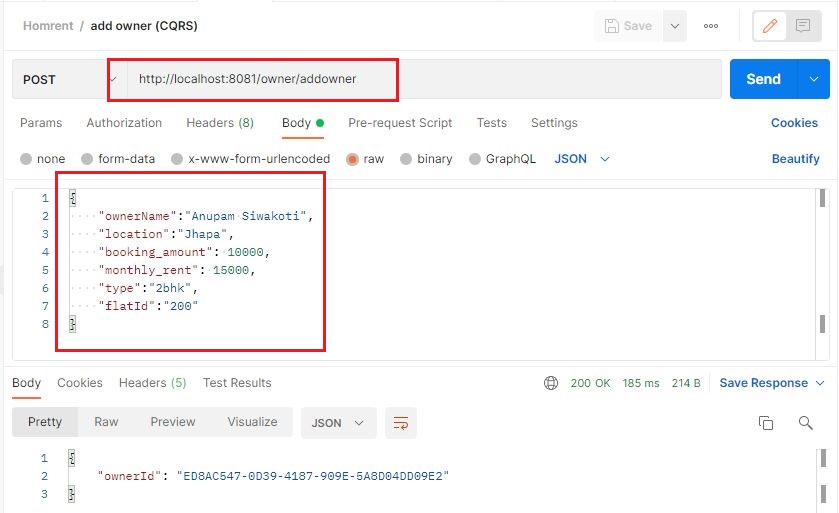 Homrent / add owner (CQRS) Save
POST http://localhost:8081/owner/addowner Send
Params Authorization Headers (8) Body Pre-request Script Tests Settings Cookies
none form-data x-www-form-urlencoded raw binary GraphQL JSON Beautify
1 {
2 "ownerName":"Anupam Siwakoti",
3 "location":"Jhapa",
4 "booking_amount": 10000,
5 "monthly_rent": 15000,
6 "type":"2bhk",
7 "flatId":"200"
8 }
Body Cookies Headers (5) Test Results 200 OK 185 ms 214 B Save Response
Pretty Raw Preview Visualize JSON
1 {
2 "ownerId": "ED8AC547-0D39-4187-909E-5A8D04DD09E2"
3 }